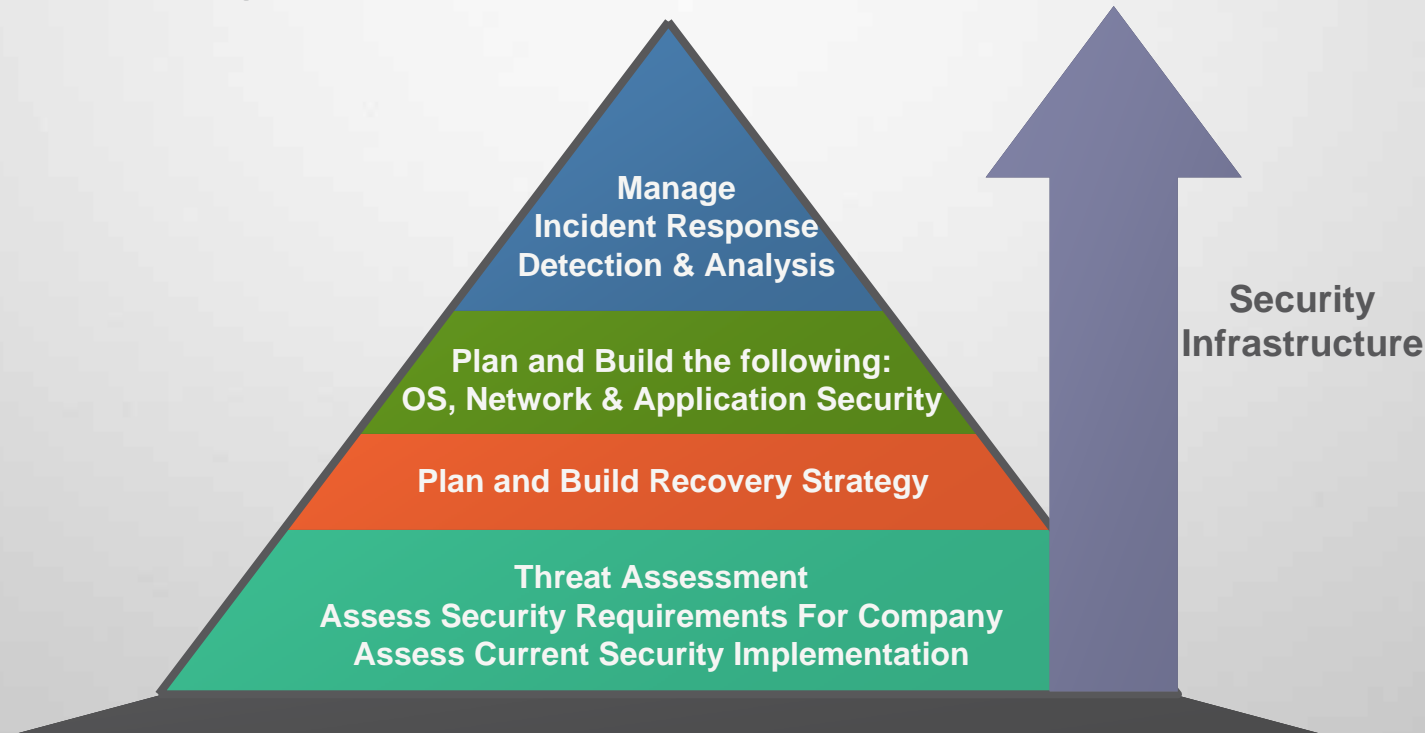 Manage
Incident Response
Detection & Analysis
Security
Infrastructure
Plan and Build the following:
OS, Network & Application Security
Plan and Build Recovery Strategy
Threat Assessment
Assess Security Requirements For Company
Assess Current Security Implementation